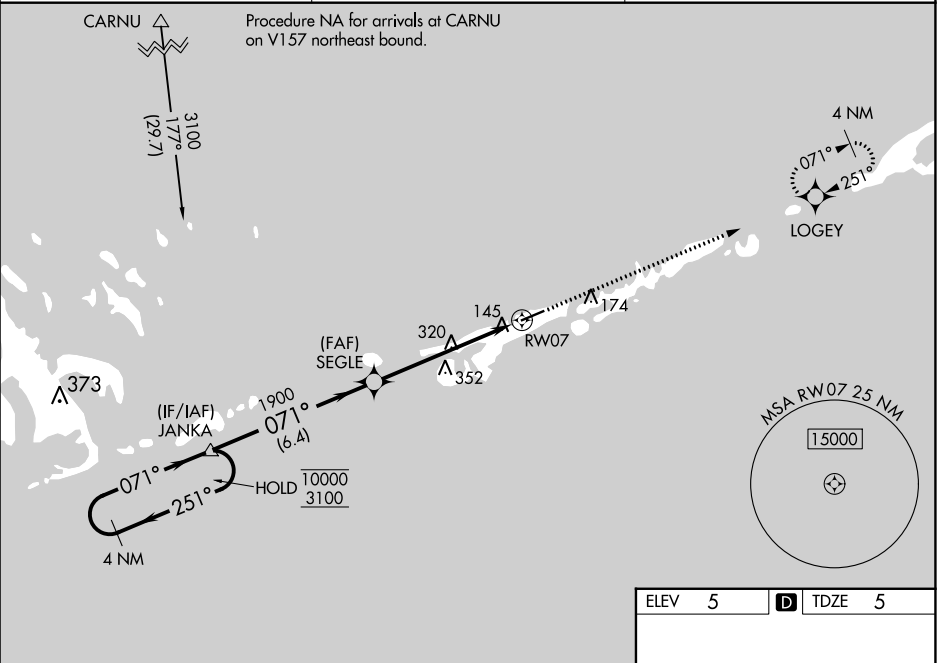 CARNU
Procedure NA for arrivals at CARNU
on V157 northeast bound.
3100
177°
(29.7)
4 NM
071°
251°
LOGEY
145
174
320
RW07
(FAF)
SEGLE
352
373
1900
071°
(6.4)
(IF/IAF)
JANKA
MSA RW07 25 NM
15000
071°
251°
HOLD
10000
3100
4 NM
ELEV 5 D TDZE 5